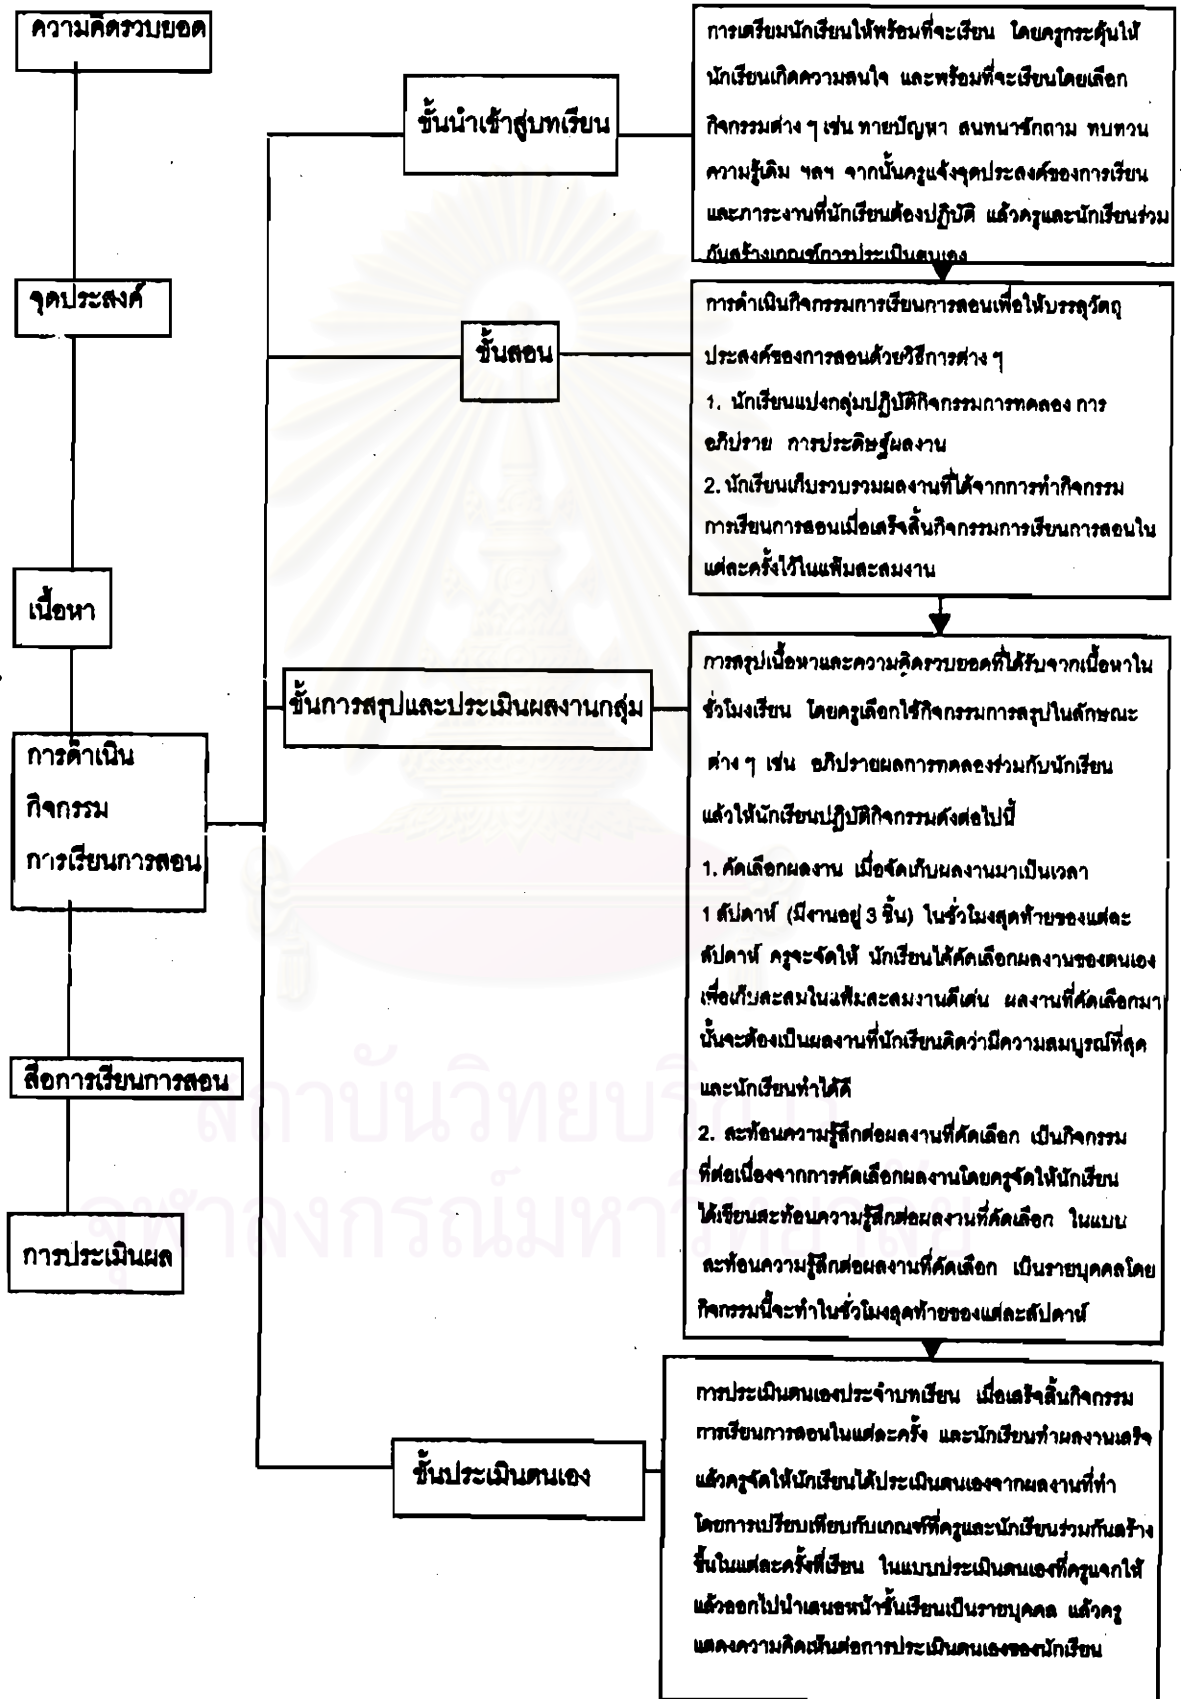 ความคิดรวบยอด
จุดประสงค์
เนื้อหา
การดำเนิน
กิจกรรม
การเรียนการสอน
สื่อการเรียนการสอน
การประเมินผล
ขั้นนำเข้าสู่บทเรียน
การเตรียมนักเรียนให้พร้อมที่จะเรียน โดยครูกระตุ้นให้
นักเรียนเกิดความสนใจ และพร้อมที่จะเรียนโดยเลือก
กิจกรรมต่าง ๆ เช่น ทายปัญหา สนทนาซักถาม ทบทวน
ความรู้เดิม ฯลฯ จากนั้นครูแจ้งจุดประสงค์ของการเรียน
และภาระงานที่นักเรียนต้องปฏิบัติ แล้วครูและนักเรียนร่วม
กันสร้างเกณฑ์การประเมินตนเอง
ขั้นสอน
การดำเนินกิจกรรมการเรียนการสอนเพื่อให้บรรลุวัตถุ
ประสงค์ของการสอนด้วยวิธีการต่าง ๆ
1. นักเรียนแบ่งกลุ่มปฏิบัติกิจกรรมการทดลอง การ
อภิปราย การประดิษฐ์ผลงาน
2. นักเรียนเก็บรวบรวมผลงานที่ได้จากการทำกิจกรรม
การเรียนการสอนเมื่อเสร็จสิ้นกิจกรรมการเรียนการสอนใน
แต่ละครั้งไว้ในแฟ้มสะสมงาน
ขั้นการสรุปและประเมินผลงานกลุ่ม
การสรุปเนื้อหาและความคิดรวบยอดที่ได้รับจากเนื้อหาใน
ชั่วโมงเรียน โดยครูเลือกใช้กิจกรรมการสรุปในลักษณะ
ต่าง ๆ เช่น อภิปรายผลการทดลองร่วมกับนักเรียน
แล้วให้นักเรียนปฏิบัติกิจกรรมดังต่อไปนี้
1. คัดเลือกผลงาน เมื่อจัดเก็บผลงานมาเป็นเวลา
1 สัปดาห์ (มีงานอยู่ 3 ชิ้น) ในชั่วโมงสุดท้ายของแต่ละ
สัปดาห์ ครูจะจัดให้ นักเรียนได้คัดเลือกผลงานของตนเอง
เพื่อเก็บสะสมในแฟ้มสะสมงานดีเด่น ผลงานที่คัดเลือกมา
นั้นจะต้องเป็นผลงานที่นักเรียนคิดว่ามีความสมบูรณ์ที่สุด
และนักเรียนทำได้ดี
2. สะท้อนความรู้สึกต่อผลงานที่คัดเลือก เป็นกิจกรรม
ที่ต่อเนื่องจากการคัดเลือกผลงานโดยครูจัดให้นักเรียน
ได้เขียนสะท้อนความรู้สึกต่อผลงานที่คัดเลือก ในแบบ
สะท้อนความรู้สึกต่อผลงานที่คัดเลือก เป็นรายบุคคลโดย
กิจกรรมนี้จะทำในชั่วโมงสุดท้ายของแต่ละสัปดาห์
ขั้นประเมินตนเอง
การประเมินตนเองประจำบทเรียน เมื่อเสร็จสิ้นกิจกรรม
การเรียนการสอนในแต่ละครั้ง และนักเรียนทำผลงานเสร็จ
แล้วครูจัดให้นักเรียนได้ประเมินตนเองจากผลงานที่ทำ
โดยการเปรียบเทียบกับเกณฑ์ที่ครูและนักเรียนร่วมกันสร้าง
ขึ้นในแต่ละครั้งที่เรียน ในแบบประเมินตนเองที่ครูแจกให้
แล้วออกไปนำเสนอหน้าชั้นเรียนเป็นรายบุคคล แล้วครู
แสดงความคิดเห็นต่อการประเมินตนเองของนักเรียน
สถาบันวิทยบริการ
จุฬาลงกรณ์มหาวิทยาลัย